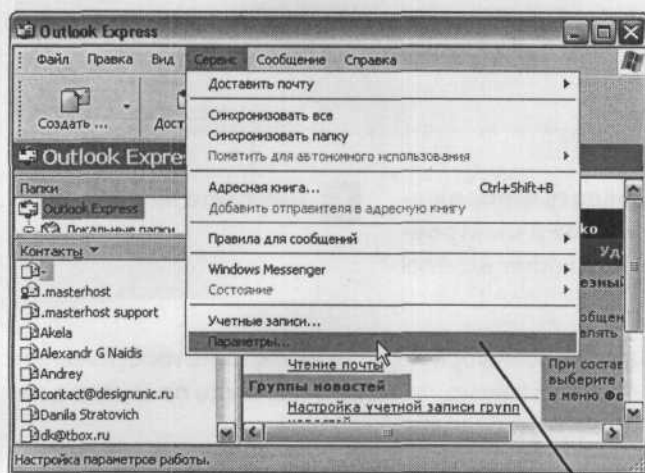 Outlook Express
Файл Правка Вид Сервис Сообщение Справка
Создать ... Дост
Outlook Expre
Папки
Outlook Express
Локальные папки
Контакты
-
.masterhost
.masterhost support
Akela
Alexandr G Naidis
Andrey
contact@designunic.ru
Danila Stratovich
dk@tbox.ru
Доставить почту
Синхронизовать все
Синхронизовать папку
Пометить для автономного использования
Адресная книга... Ctrl+Shift+B
Добавить отправителя в адресную книгу
Правила для сообщений
Windows Messenger
Состояние
Учетные записи...
Параметры...
Чтение почты
Группы новостей
Настройка учетной записи групп
новостей
ko
Уд
езный
общен
влять
При состав
выберите
в меню Фо
Настройка параметров работы.